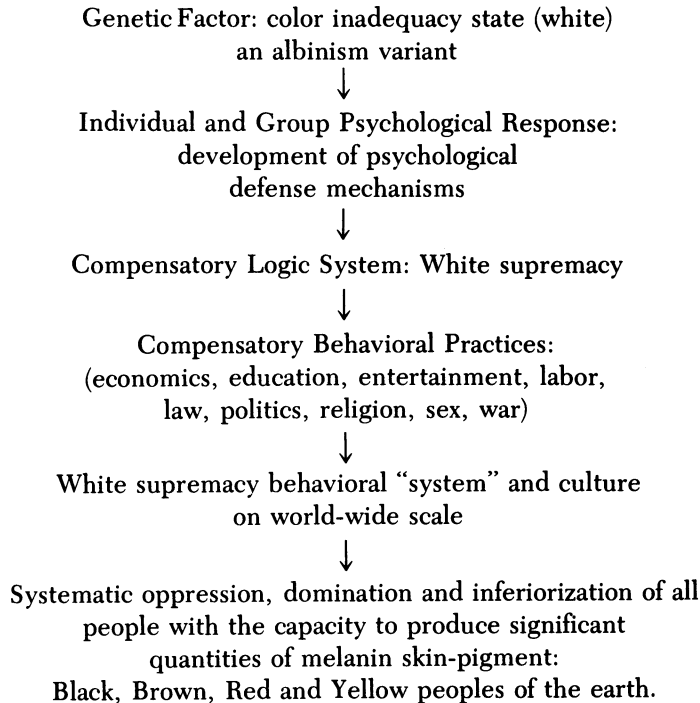 Genetic Factor: color inadequacy state (white)
an albinism variant
Individual and Group Psychological Response:
development of psychological
defense mechanisms
Compensatory Logic System: White supremacy
Compensatory Behavioral Practices:
(economics, education, entertainment, labor,
law, politics, religion, sex, war)
White supremacy behavioral “system” and culture
on world-wide scale
Systematic oppression, domination and inferiorization of all
people with the capacity to produce significant
quantities of melanin skin-pigment:
Black, Brown, Red and Yellow peoples of the earth.